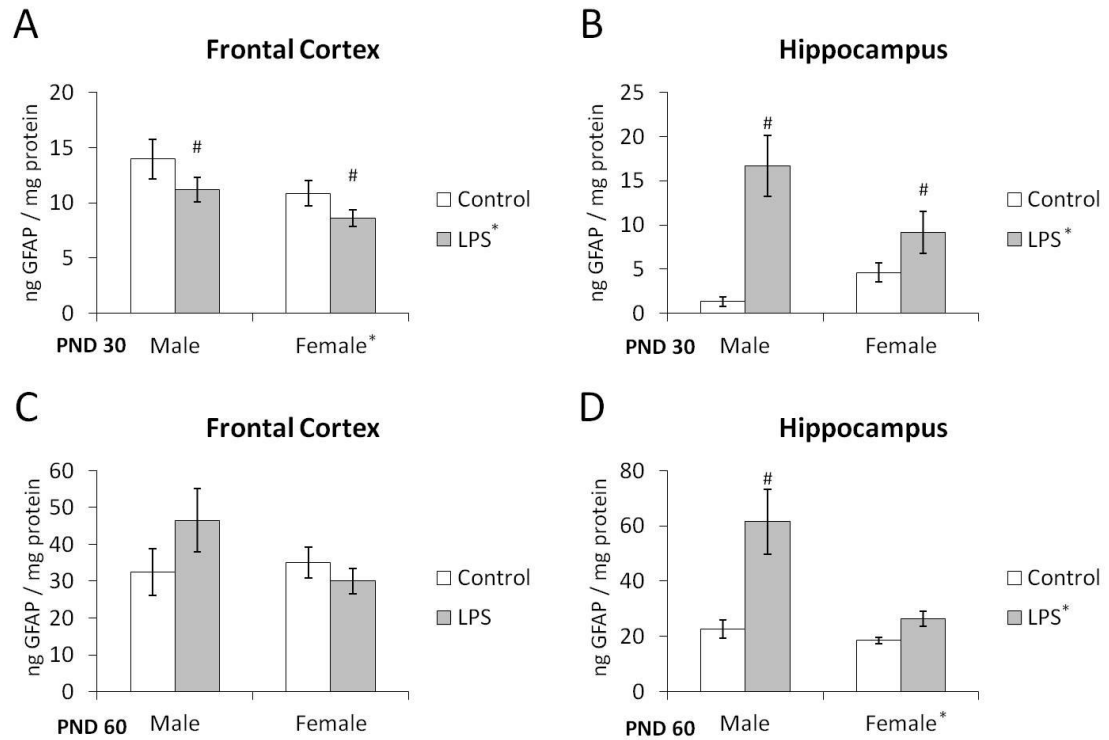 A
Frontal Cortex
ng GFAP / mg protein
20
15
10
5
0
#
#
Control
LPS*
PND 30 Male Female*
B
Hippocampus
ng GFAP / mg protein
25
20
15
10
5
0
#
#
Control
LPS*
PND 30 Male Female
C
Frontal Cortex
ng GFAP / mg protein
60
50
40
30
20
10
0
Control
LPS
PND 60 Male Female
D
Hippocampus
ng GFAP / mg protein
80
60
40
20
0
#
Control
LPS*
PND 60 Male Female*